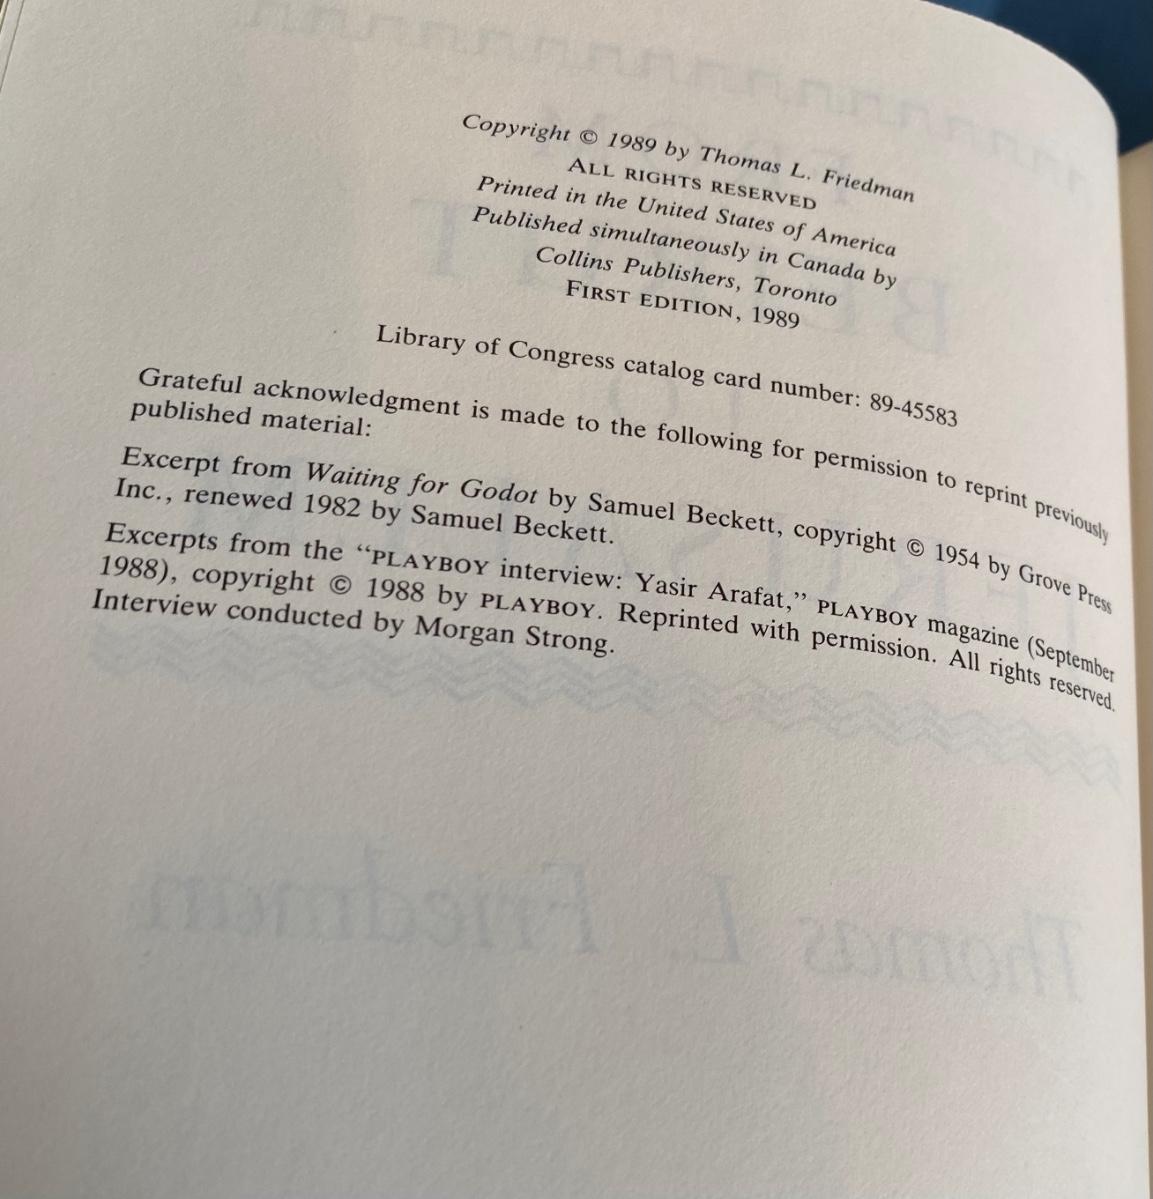 Copyright © 1989 by Thomas L. Friedman
ALL RIGHTS RESERVED
Printed in the United States of America
Published simultaneously in Canada by
Collins Publishers, Toronto
FIRST EDITION, 1989
Library of Congress catalog card number: 89-45583
Grateful acknowledgment is made to the following for permission to reprint previously
published material:
Excerpt from Waiting for Godot by Samuel Beckett, copyright © 1954 by Grove Press
Inc., renewed 1982 by Samuel Beckett.
Excerpts from the “PLAYBOY interview: Yasir Arafat,” PLAYBOY magazine (September
1988), copyright © 1988 by PLAYBOY. Reprinted with permission. All rights reserved.
Interview conducted by Morgan Strong.
Thomas L. Friedman